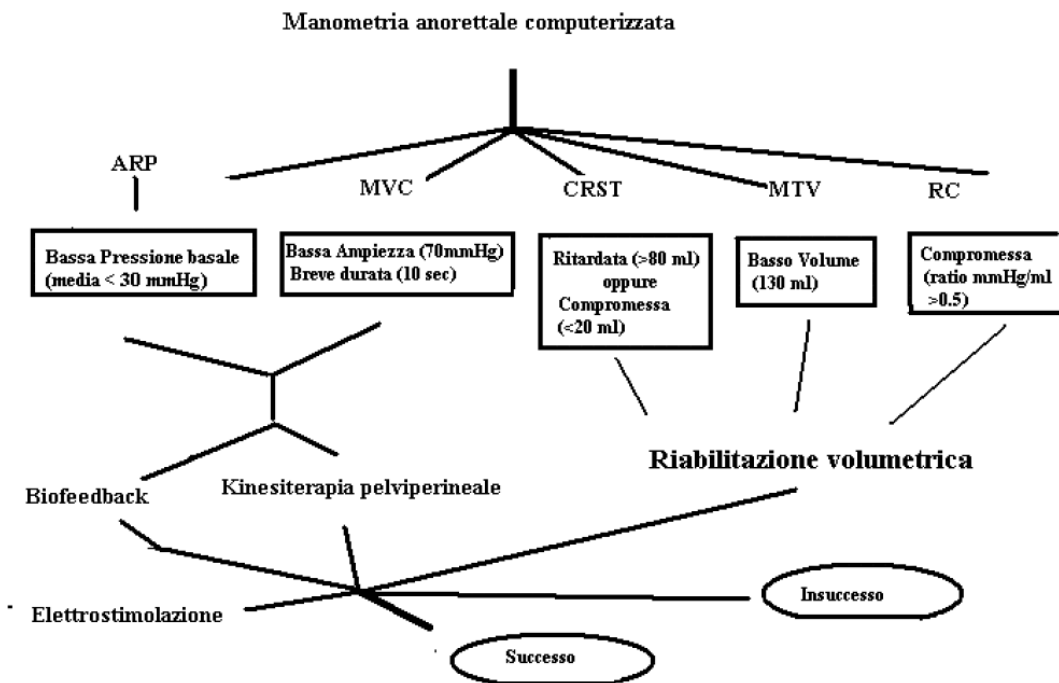 Manometria anorettale computerizzata
ARP
MVC
CRST
MTV
RC
Bassa Pressione basale
(media < 30 mmHg)
Bassa Ampiezza (70mmHg)
Breve durata (10 sec)
Ritardata (>80 ml)
oppure
Compromessa
(<20 ml)
Basso Volume
(130 ml)
Compromessa
(ratio mmHg/ml
>0.5)
Riabilitazione volumetrica
Biofeedback
Kinesiterapia pelviperineale
Elettrostimolazione
Insuccesso
Successo